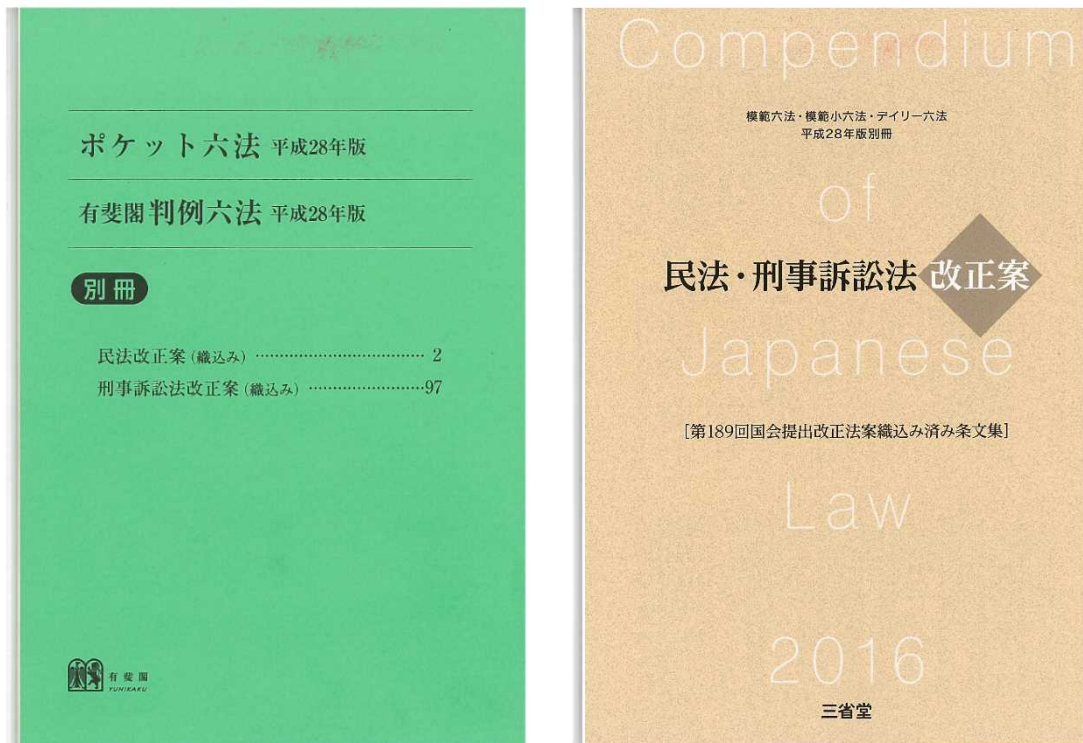 ポケット六法 平成28年版
有斐閣 判例六法 平成28年版
別冊
民法改正案(織込み) ………………………… 2
刑事訴訟法改正案(織込み) …………………97
有斐閣
YUHIKAKU
Compendium
模範六法・模範小六法・デイリー六法
平成28年版別冊
of
民法・刑事訴訟法 改正案
Japanese
[第189回国会提出改正法案織込み済み条文集]
Law
2016
三省堂